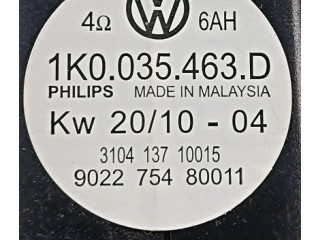 4Ω 6AH
1K0.035.463.D
PHILIPS MADE IN MALAYSIA
Kw 20/10 - 04
3104 137 10015
9022 754 80011